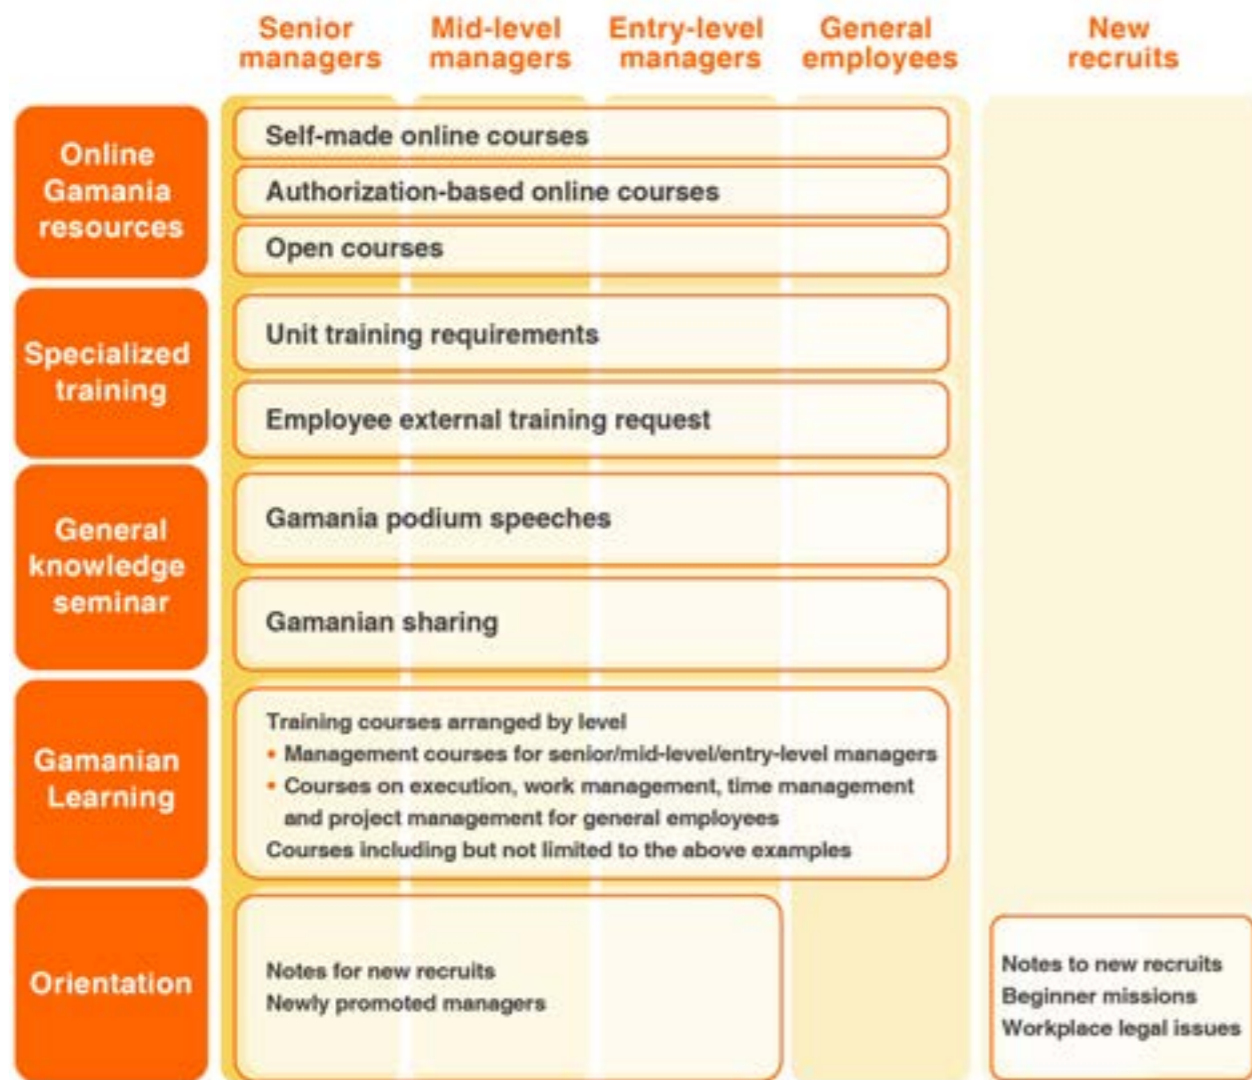 Senior managers
Mid-level managers
Entry-level managers
General employees
New recruits
Online
Gamania
resources
Self-made online courses
Authorization-based online courses
Open courses
Specialized
training
Unit training requirements
Employee external training request
General
knowledge
seminar
Gamania podium speeches
Gamanian sharing
Gamanian
Learning
Training courses arranged by level
• Management courses for senior/mid-level/entry-level managers
• Courses on execution, work management, time management
and project management for general employees
Courses including but not limited to the above examples
Orientation
Notes for new recruits
Newly promoted managers
Notes to new recruits
Beginner missions
Workplace legal issues